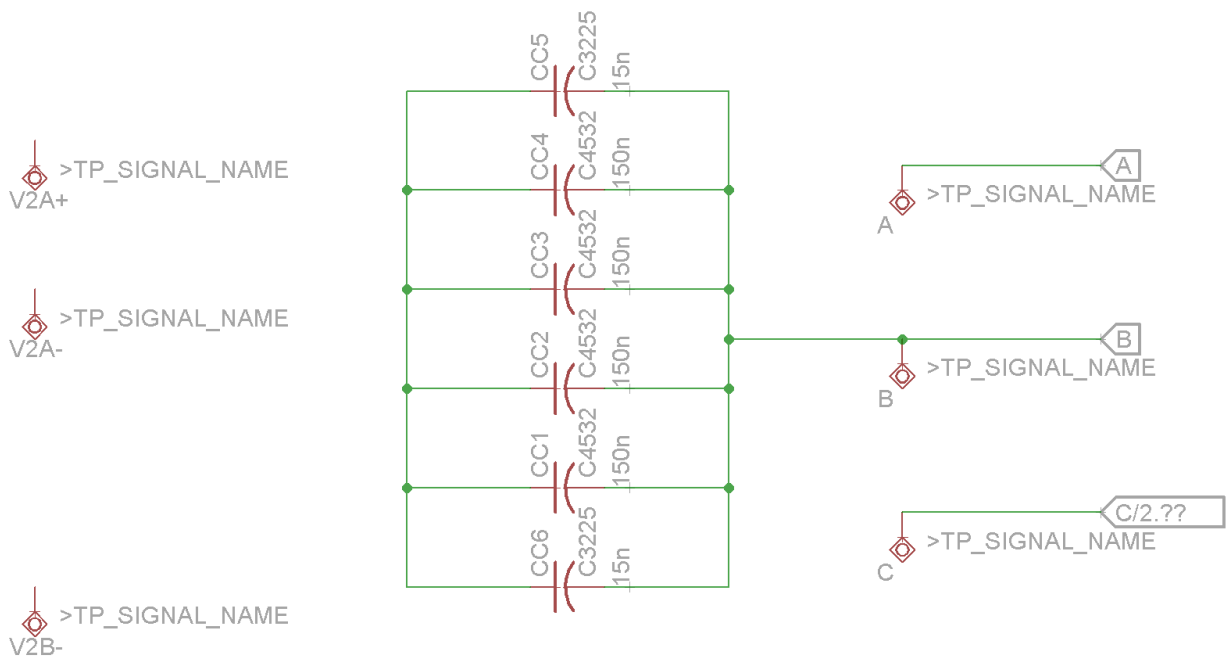 CC5
C3225
15n
>TP_SIGNAL_NAME
V2A+
CC4
C4532
150n
A
>TP_SIGNAL_NAME
A
CC3
C4532
150n
>TP_SIGNAL_NAME
V2A-
CC2
C4532
150n
B
>TP_SIGNAL_NAME
B
CC1
C4532
150n
CC6
C3225
15n
C/2.??
>TP_SIGNAL_NAME
C
>TP_SIGNAL_NAME
V2B-